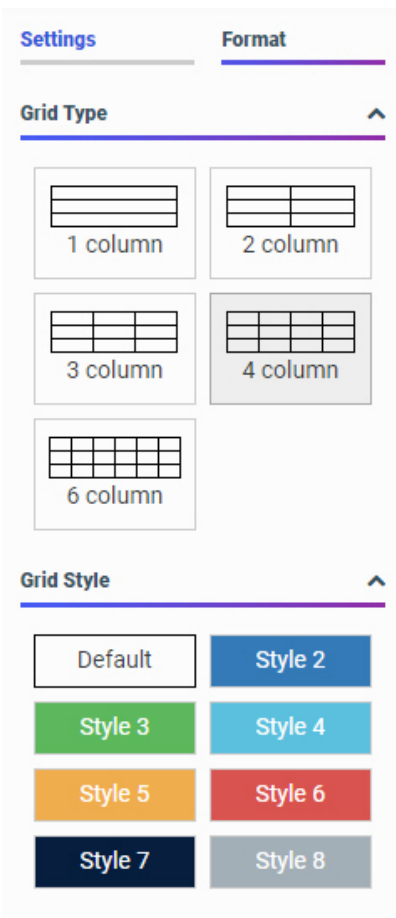 Settings Format
Grid Type
1 column 2 column
3 column 4 column
6 column
Grid Style
Default Style 2
Style 3 Style 4
Style 5 Style 6
Style 7 Style 8